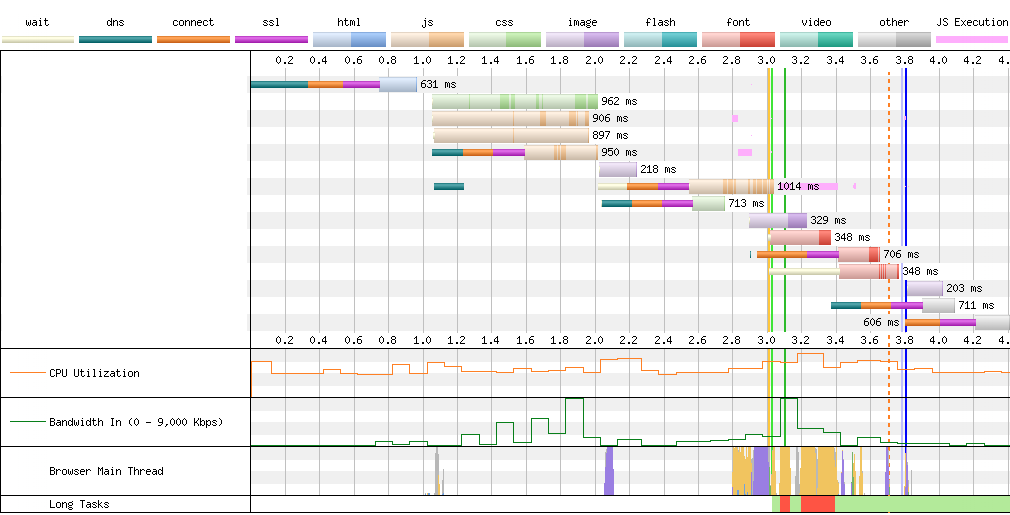 wait dns connect ssl html js css image flash font video other JS Execution
0.2 0.4 0.6 0.8 1.0 1.2 1.4 1.6 1.8 2.0 2.2 2.4 2.6 2.8 3.0 3.2 3.4 3.6 3.8 4.0 4.2 4.
631 ms
962 ms
906 ms
897 ms
950 ms
218 ms
1014 ms
713 ms
329 ms
348 ms
706 ms
348 ms
203 ms
711 ms
606 ms
0.2 0.4 0.6 0.8 1.0 1.2 1.4 1.6 1.8 2.0 2.2 2.4 2.6 2.8 3.0 3.2 3.4 3.6 3.8 4.0 4.2 4.
CPU Utilization
Bandwidth In (0 - 9,000 Kbps)
Browser Main Thread
Long Tasks